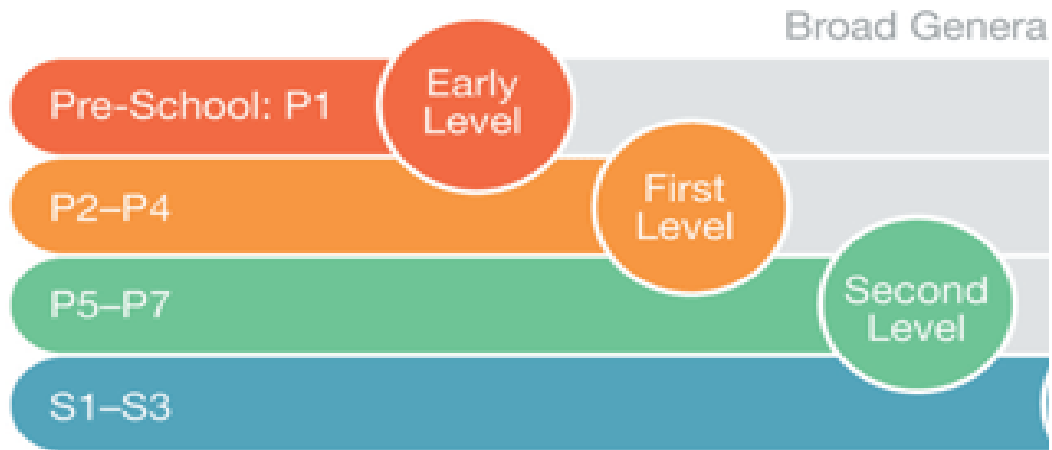 Broad Genera
Pre-School: P1
Early
Level
P2–P4
First
Level
P5–P7
Second
Level
S1–S3